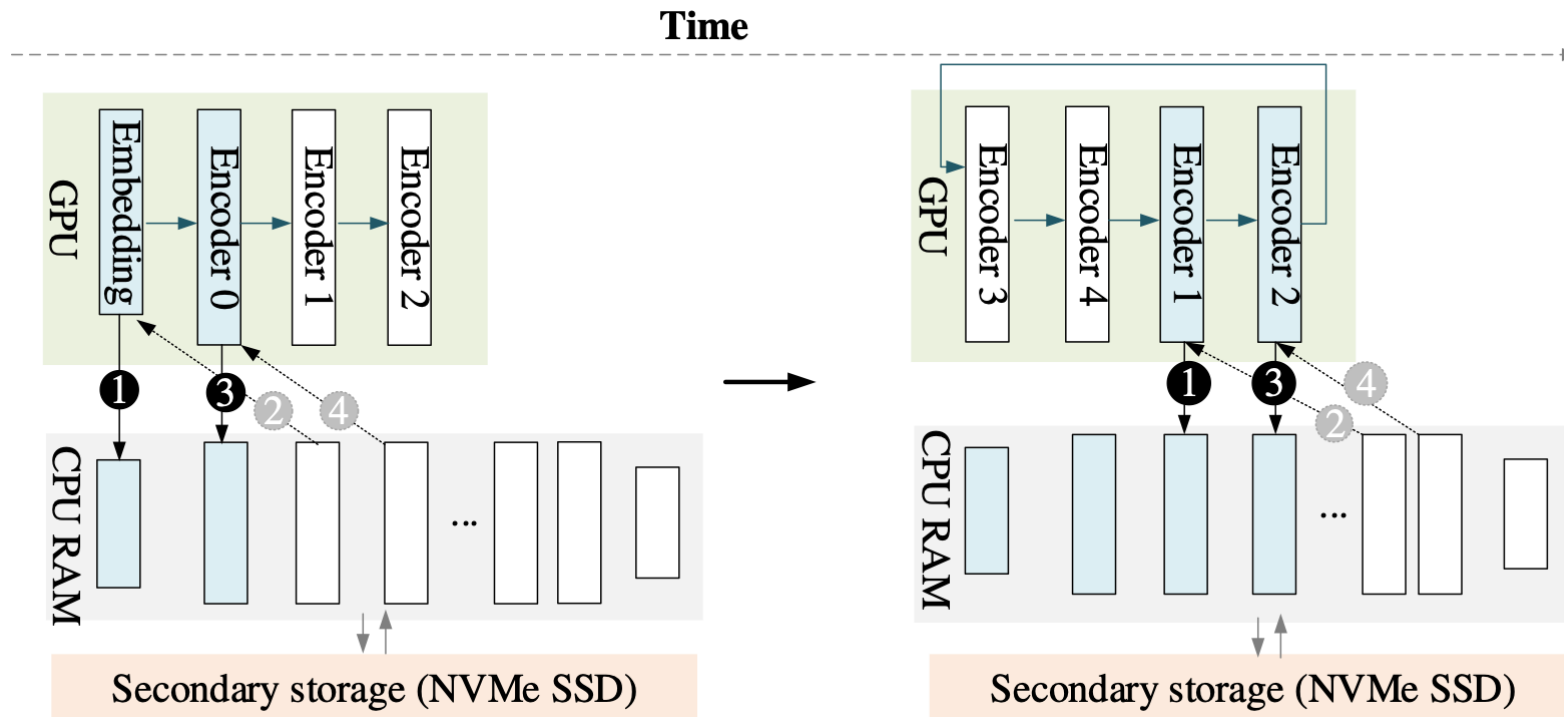 Time
GPU
Embedding
Encoder 0
Encoder 1
Encoder 2
1
3
2
4
CPU RAM
...
Secondary storage (NVMe SSD)
GPU
Encoder 3
Encoder 4
Encoder 1
Encoder 2
1
3
2
4
CPU RAM
...
Secondary storage (NVMe SSD)